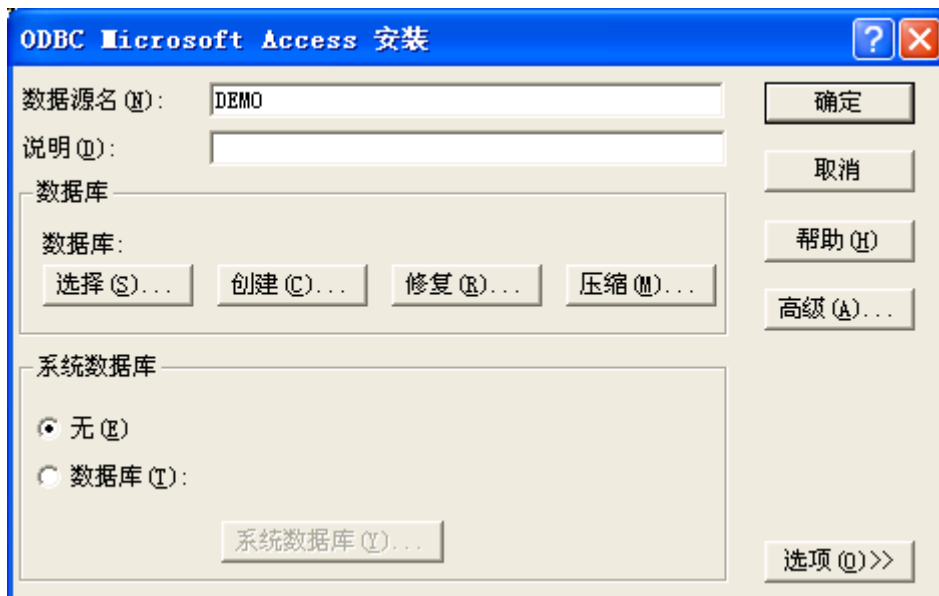 ODBC Microsoft Access 安装
数据源名(N): DEMO 确定
说明(D): 取消
数据库
数据库: 帮助(H)
选择(S)... 创建(C)... 修复(R)... 压缩(M)... 高级(A)...
系统数据库
无(E)
数据库(T):
系统数据库(Y)...
选项(O)>>